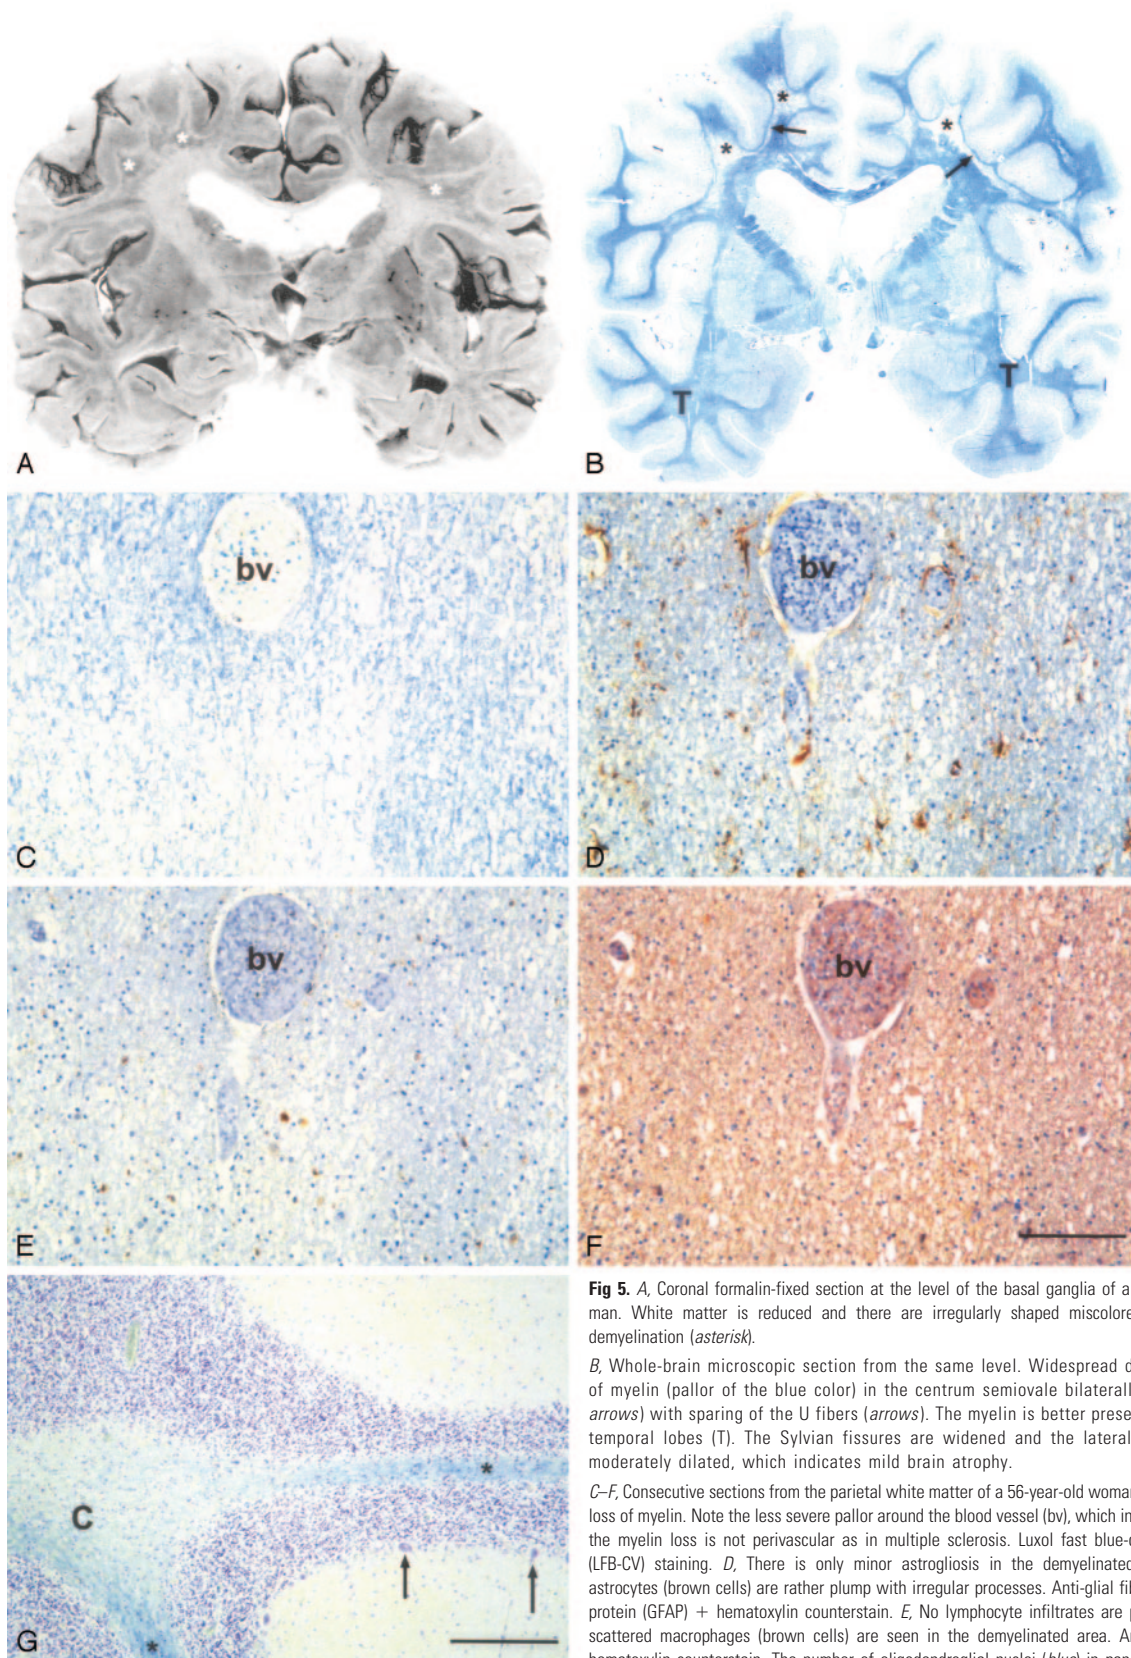 A
B
T
T
bv
C
bv
D
bv
E
bv
F
C
G
Fig 5. A, Coronal formalin-fixed section at the level of the basal ganglia of a
man. White matter is reduced and there are irregularly shaped miscolore
demyelination (asterisk).
B, Whole-brain microscopic section from the same level. Widespread d
of myelin (pallor of the blue color) in the centrum semiovale bilaterall
arrows) with sparing of the U fibers (arrows). The myelin is better prese
temporal lobes (T). The Sylvian fissures are widened and the lateral
moderately dilated, which indicates mild brain atrophy.
C–F, Consecutive sections from the parietal white matter of a 56-year-old woman
loss of myelin. Note the less severe pallor around the blood vessel (bv), which in
the myelin loss is not perivascular as in multiple sclerosis. Luxol fast blue-
(LFB-CV) staining. D, There is only minor astrogliosis in the demyelinated
astrocytes (brown cells) are rather plump with irregular processes. Anti-glial fil
protein (GFAP) + hematoxylin counterstain. E, No lymphocyte infiltrates are p
scattered macrophages (brown cells) are seen in the demyelinated area. A